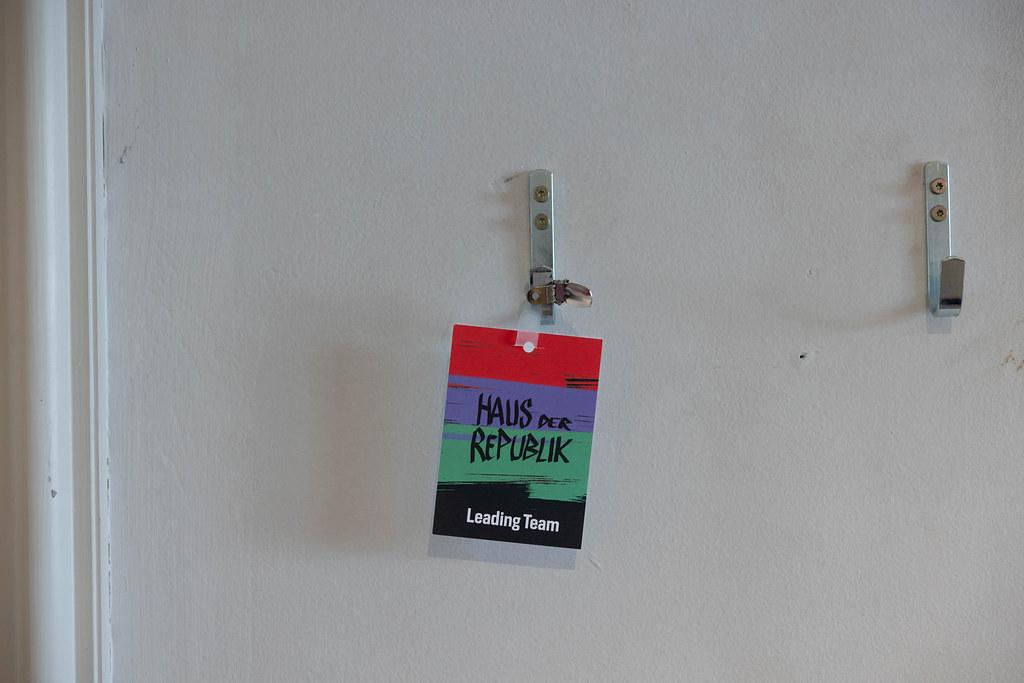 HAUS DER
REPUBLIK
Leading Team